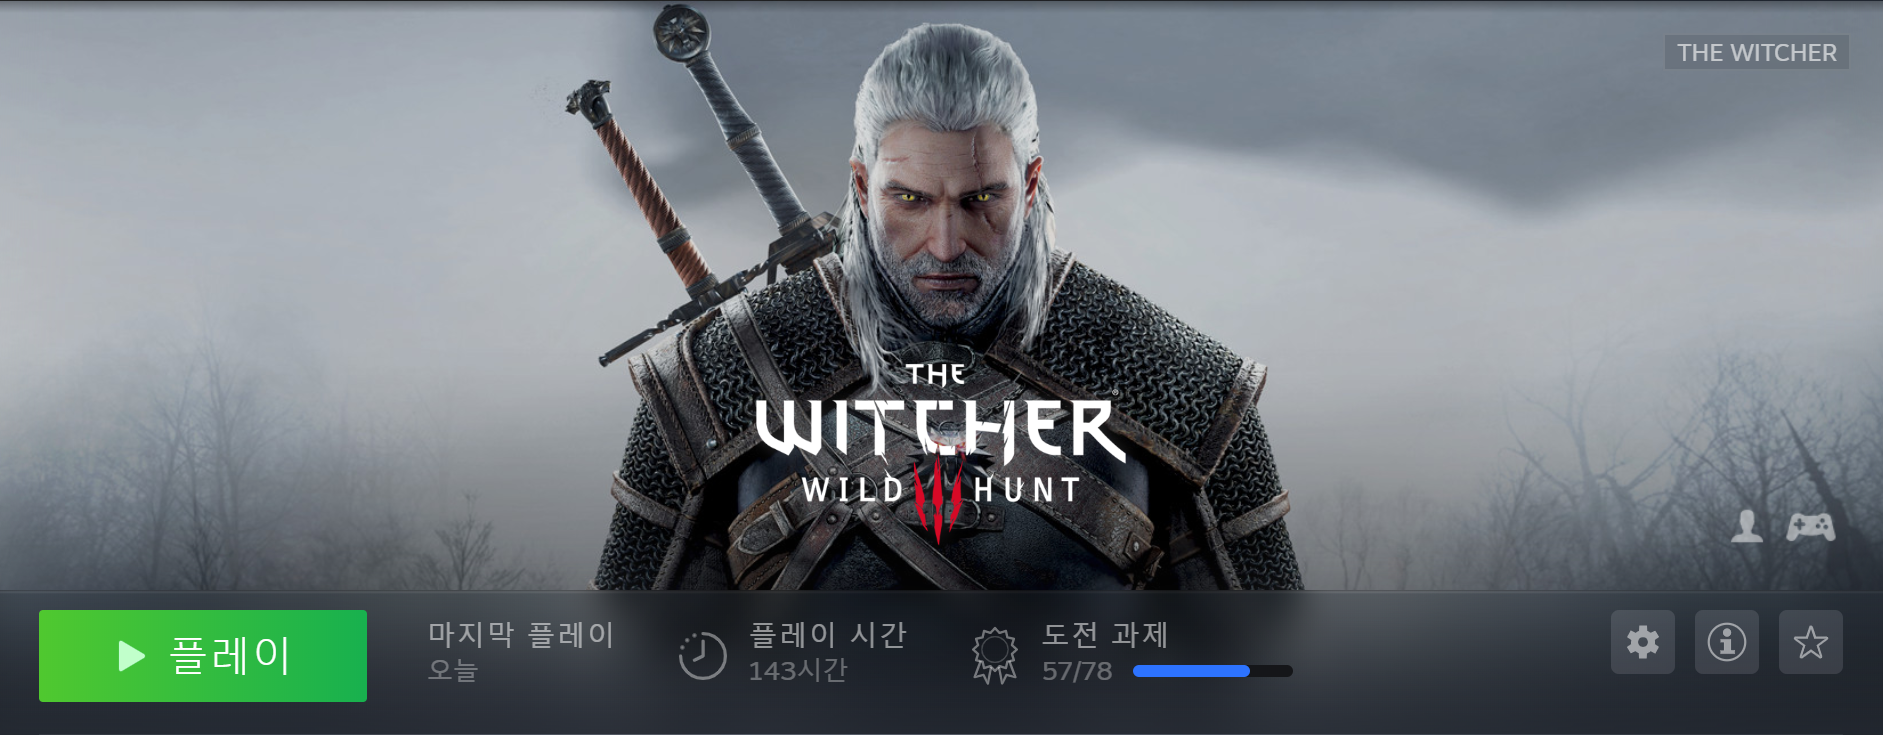 THE WITCHER
THE
WITCHER
WILD HUNT
플레이
마지막 플레이
오늘
플레이 시간
143시간
도전 과제
57/78